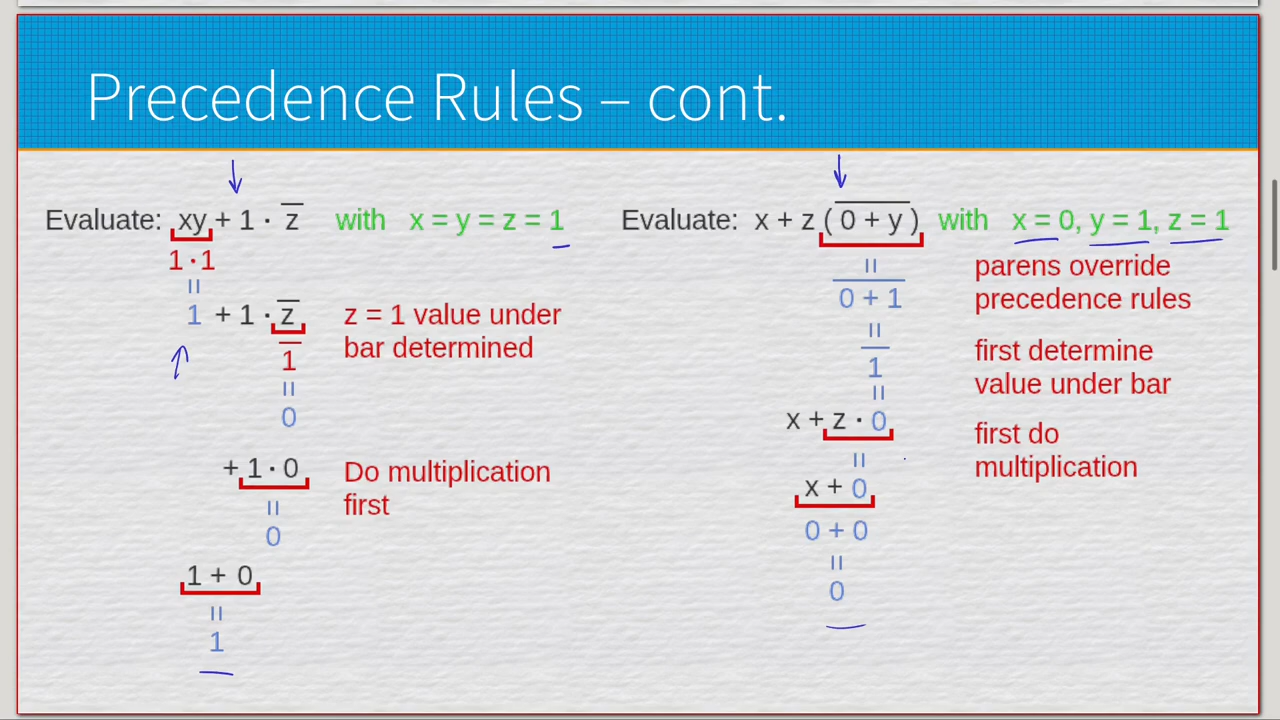 Precedence Rules – cont.
Evaluate: xy + 1 · z̅ with x = y = z = 1
1 · 1
=
1 + 1 · z̅
z = 1 value under
bar determined
1̅
=
0
+ 1 · 0
Do multiplication
first
=
0
1 + 0
=
1
Evaluate: x + z ( 0̅ ̅+̅ ̅y̅ ) with x = 0, y = 1, z = 1
parens override
precedence rules
=
0̅ ̅+̅ ̅1̅
first determine
value under bar
=
1̅
=
x + z · 0
first do
multiplication
=
x + 0
0 + 0
=
0